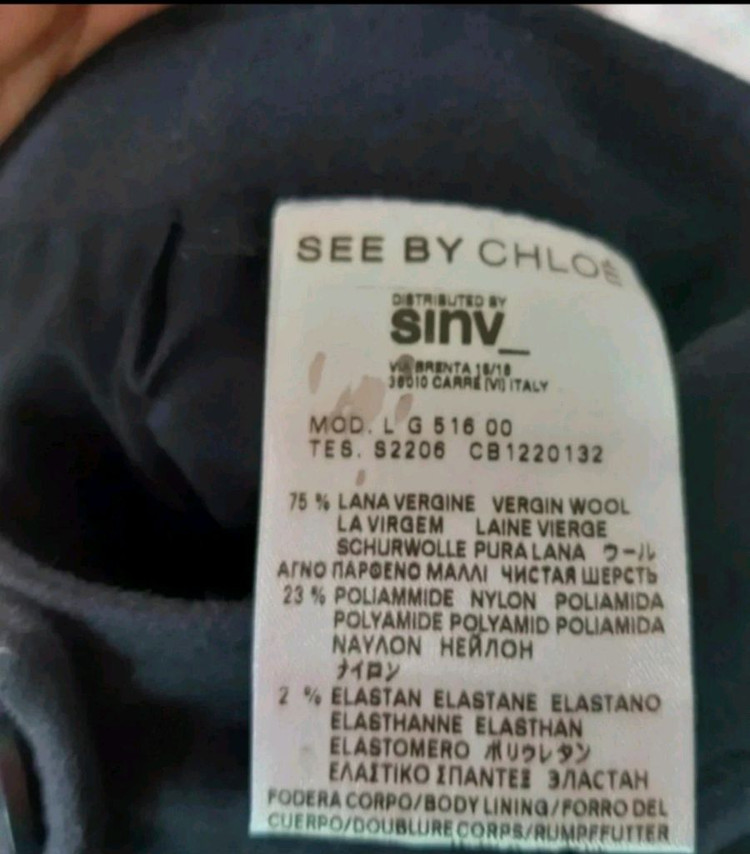 SEE BY CHLOÉ
DISTRIBUTED BY
sinv_
VIA BRENTA 16/18
36010 CARRÈ (VI) ITALY
MOD. L G 516 00
TES. S2206 CB1220132
75 % LANA VERGINE VERGIN WOOL
LA VIRGEM LAINE VIERGE
SCHURWOLLE PURA LANA ウール
ΑΓΝΟ ΠΑΡΘΕΝΟ ΜΑΛΛΙ ЧИСТАЯ ШЕРСТЬ
23 % POLIAMMIDE NYLON POLIAMIDA
POLYAMIDE POLYAMID POLIAMIDA
ΝΑΥΛΟΝ НЕЙЛОН
ナイロン
2 % ELASTAN ELASTANE ELASTANO
ELASTHANNE ELASTHAN
ELASTOMERO ポリウレタン
ΕΛΑΣΤΙΚΟ ΣΠΑΝΤΕΞ ЭЛАСТАН
FODERA CORPO/BODY LINING/FORRO DEL
CUERPO/DOUBLURE CORPS/RUMPFFUTTER